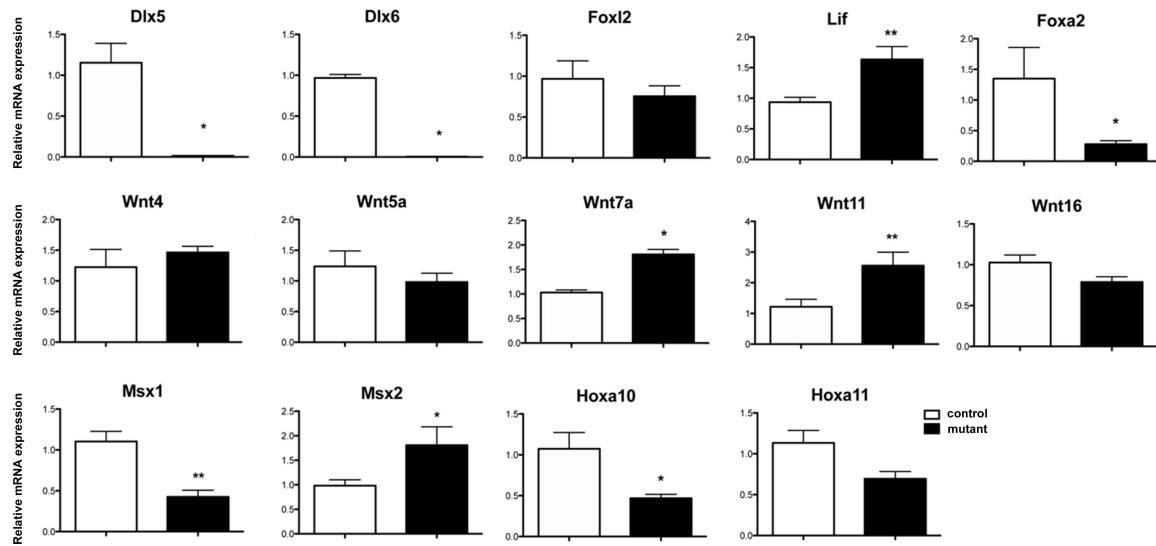 Dlx5 Dlx6 Foxl2 Lif Foxa2
Relative mRNA expression
1.5 1.0 0.5 0.0 *
1.5 1.0 0.5 0.0 *
1.5 1.0 0.5 0.0
2.0 1.5 1.0 0.5 0.0 **
2.0 1.5 1.0 0.5 0.0 *
Wnt4 Wnt5a Wnt7a Wnt11 Wnt16
Relative mRNA expression
2.0 1.5 1.0 0.5 0.0
2.0 1.5 1.0 0.5 0.0
2.5 2.0 1.5 1.0 0.5 0.0 *
4 3 2 1 0 **
1.5 1.0 0.5 0.0
Msx1 Msx2 Hoxa10 Hoxa11
Relative mRNA expression
1.5 1.0 0.5 0.0 **
2.5 2.0 1.5 1.0 0.5 0.0 *
1.5 1.0 0.5 0.0 *
1.5 1.0 0.5 0.0
control
mutant